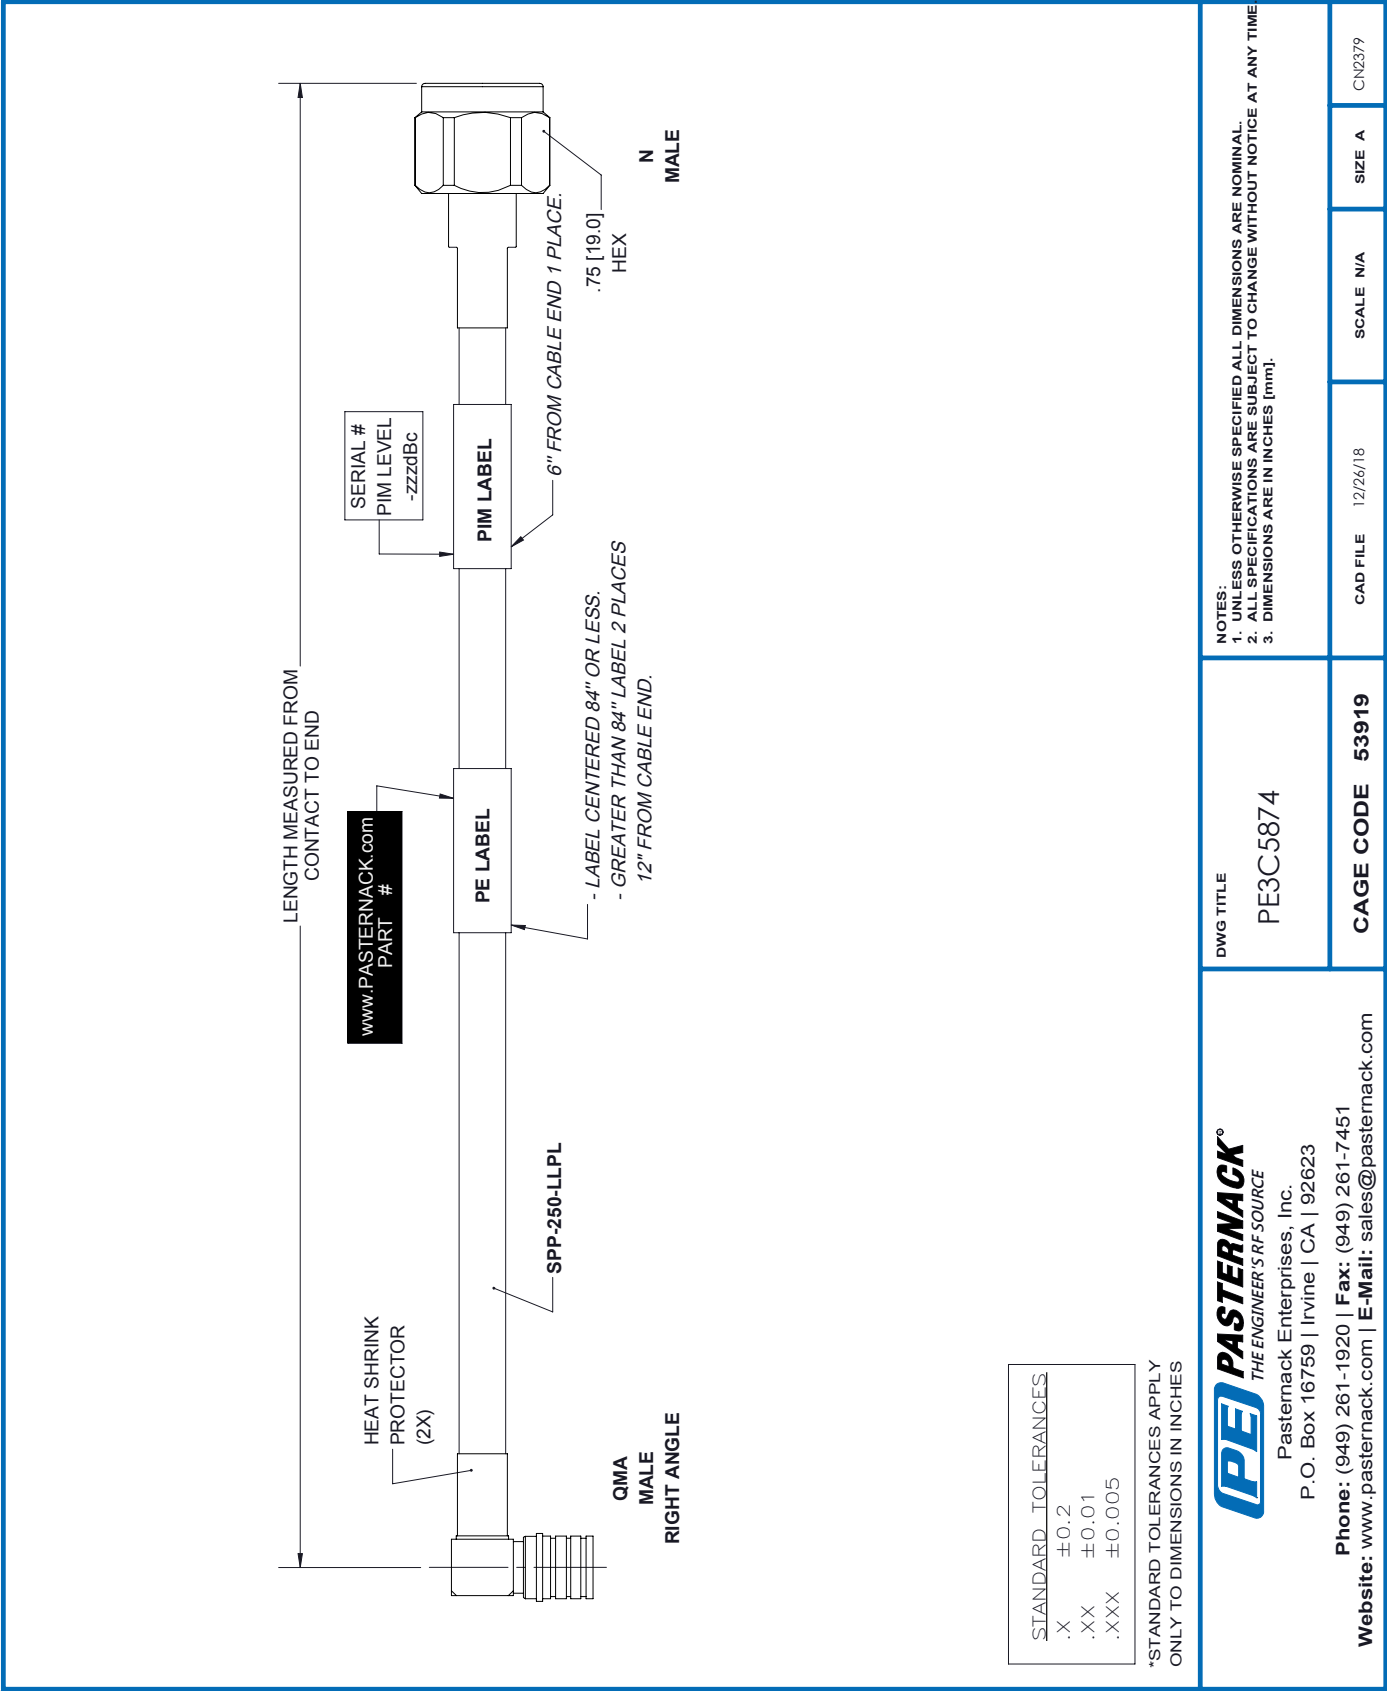 LENGTH MEASURED FROM
CONTACT TO END
HEAT SHRINK
PROTECTOR
(2X)
www.PASTERNACK.com
PART #
SERIAL #
PIM LEVEL
-zzzdBc
PE LABEL
PIM LABEL
SPP-250-LLPL
- LABEL CENTERED 84" OR LESS.
- GREATER THAN 84" LABEL 2 PLACES
12" FROM CABLE END.
6" FROM CABLE END 1 PLACE.
.75 [19.0]
HEX
QMA
MALE
RIGHT ANGLE
N
MALE
STANDARD TOLERANCES
.X ±0.2
.XX ±0.01
.XXX ±0.005
*STANDARD TOLERANCES APPLY
ONLY TO DIMENSIONS IN INCHES
PE PASTERNACK®
THE ENGINEER'S RF SOURCE
Pasternack Enterprises, Inc.
P.O. Box 16759 | Irvine | CA | 92623
Phone: (949) 261-1920 | Fax: (949) 261-7451
Website: www.pasternack.com | E-Mail: sales@pasternack.com
DWG TITLE
PE3C5874
CAGE CODE 53919
NOTES:
1. UNLESS OTHERWISE SPECIFIED ALL DIMENSIONS ARE NOMINAL.
2. ALL SPECIFICATIONS ARE SUBJECT TO CHANGE WITHOUT NOTICE AT ANY TIME.
3. DIMENSIONS ARE IN INCHES [mm].
CAD FILE 12/26/18
SCALE N/A
SIZE A
CN2379